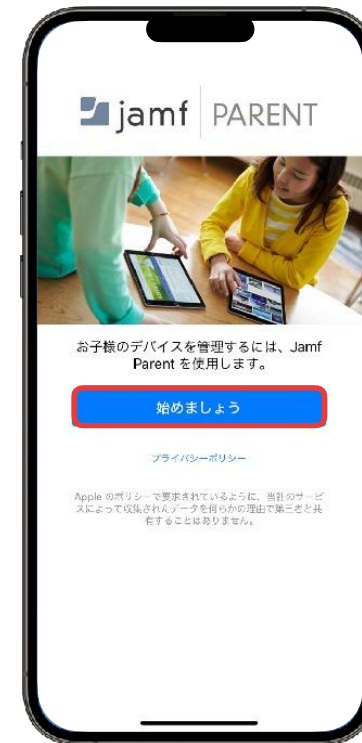 jamf PARENT
お子様のデバイスを管理するには、Jamf
Parent を使用します。
始めましょう
プライバシーポリシー
Apple のポリシーで要求されているように、当社のサービ
スによって収集されたデータを何らかの理由で第三者と共
有することはありません。